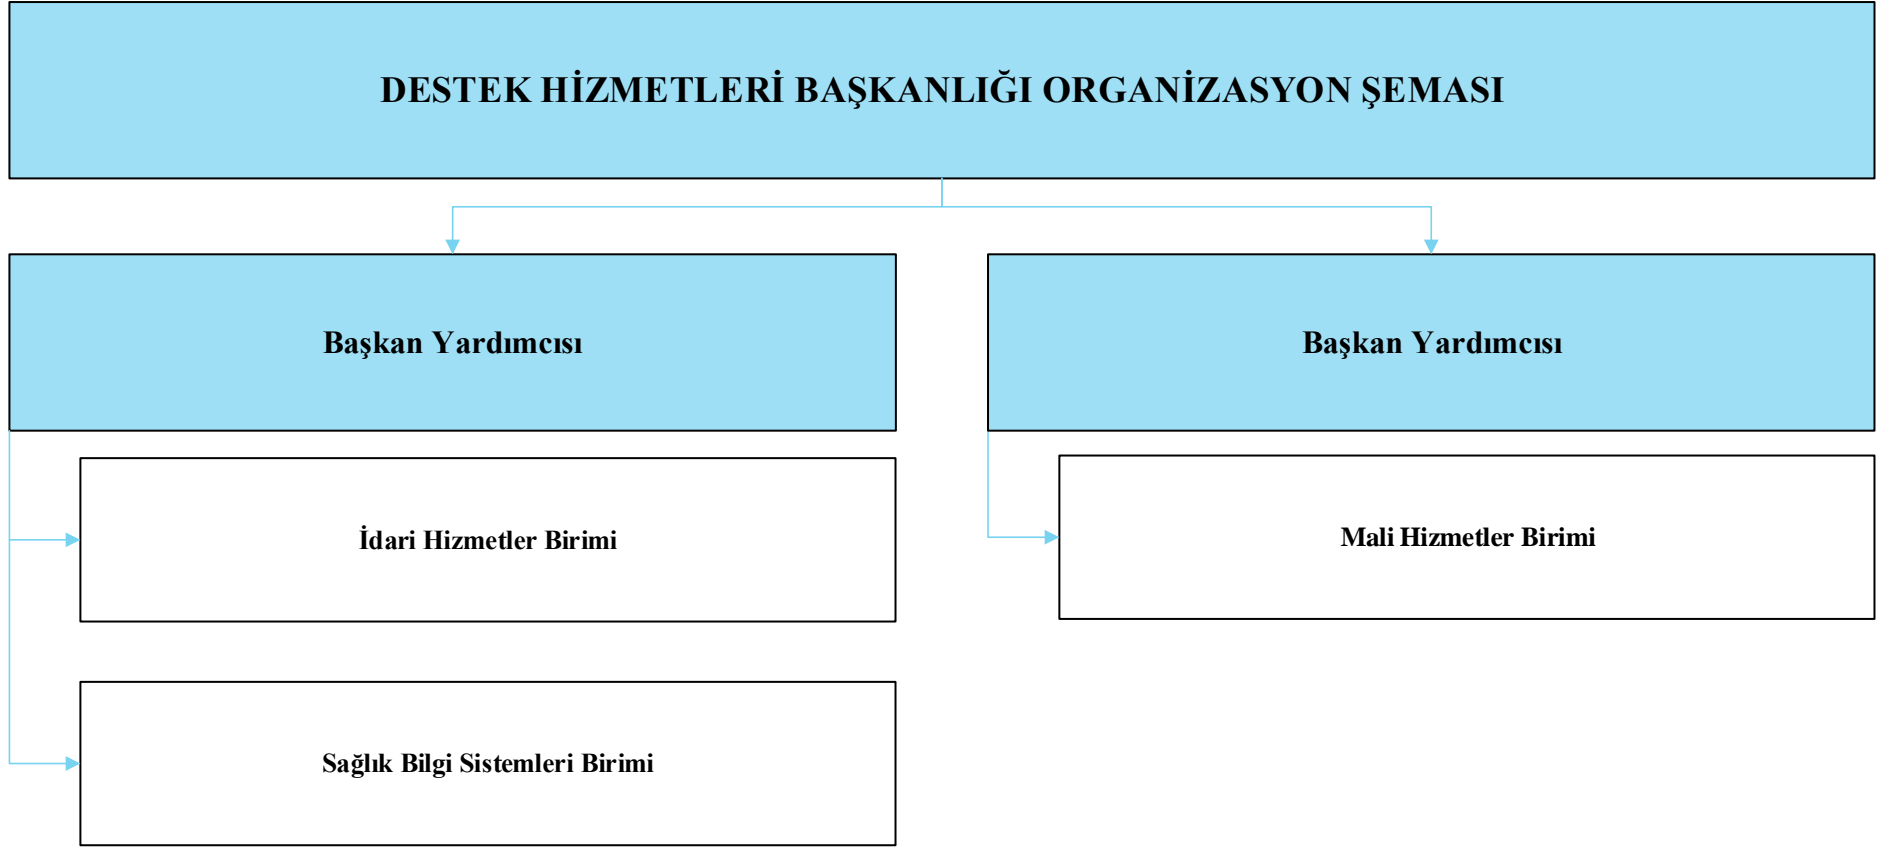 DESTEK HİZMETLERİ BAŞKANLIĞI ORGANİZASYON ŞEMASI
Başkan Yardımcısı
Başkan Yardımcısı
İdari Hizmetler Birimi
Mali Hizmetler Birimi
Sağlık Bilgi Sistemleri Birimi